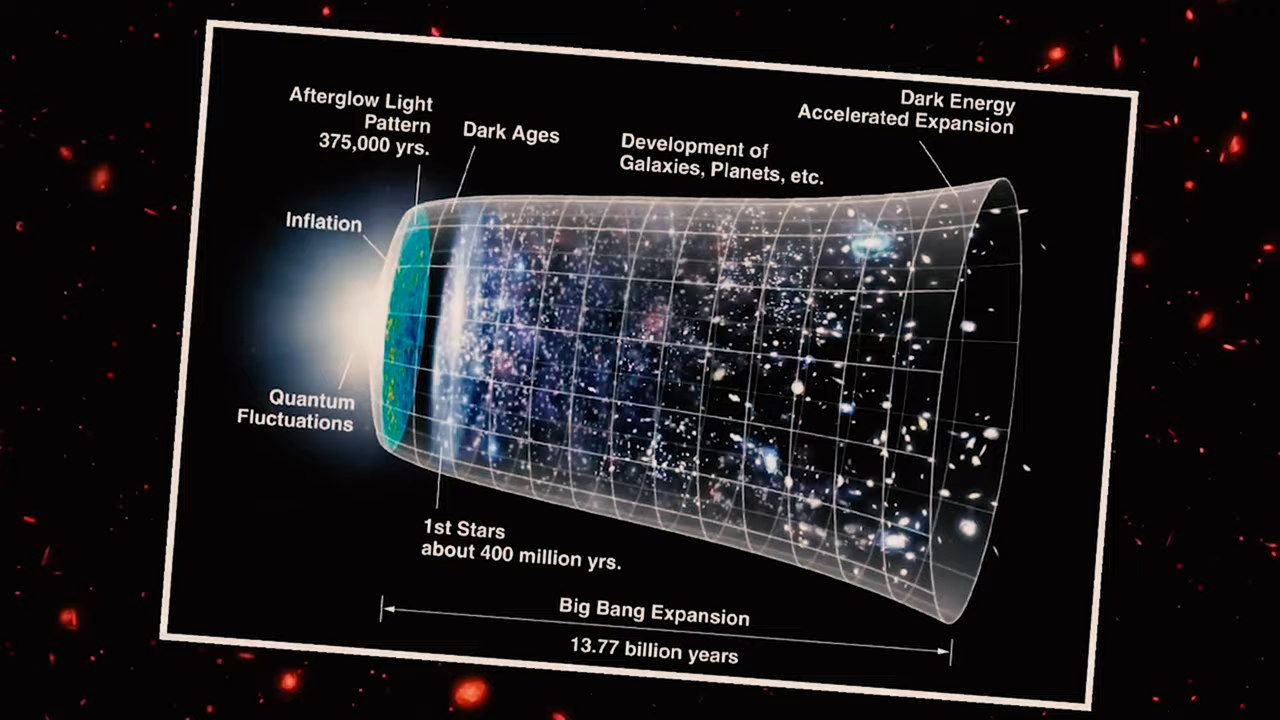 Afterglow Light
Pattern
375,000 yrs.
Dark Ages
Development of
Galaxies, Planets, etc.
Dark Energy
Accelerated Expansion
Inflation
Quantum
Fluctuations
1st Stars
about 400 million yrs.
Big Bang Expansion
13.77 billion years